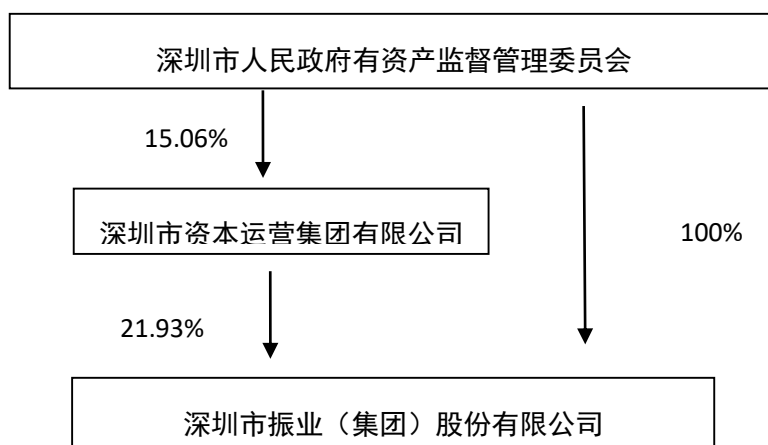 深圳市人民政府有资产监督管理委员会
15.06%
深圳市资本运营集团有限公司
100%
21.93%
深圳市振业（集团）股份有限公司